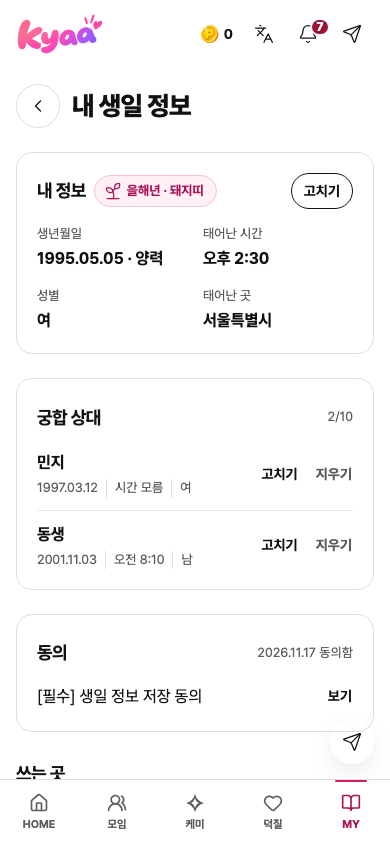 kyaa
P 0
7
내 생일 정보
내 정보 을해년 · 돼지띠 고치기
생년월일 태어난 시간
1995.05.05 · 양력 오후 2:30
성별 태어난 곳
여 서울특별시
궁합 상대 2/10
민지
1997.03.12 시간 모름 여 고치기 지우기
동생
2001.11.03 오전 8:10 남 고치기 지우기
동의 2026.11.17 동의함
[필수] 생일 정보 저장 동의 보기
쓰는 곳
HOME 모임 케미 덕질 MY